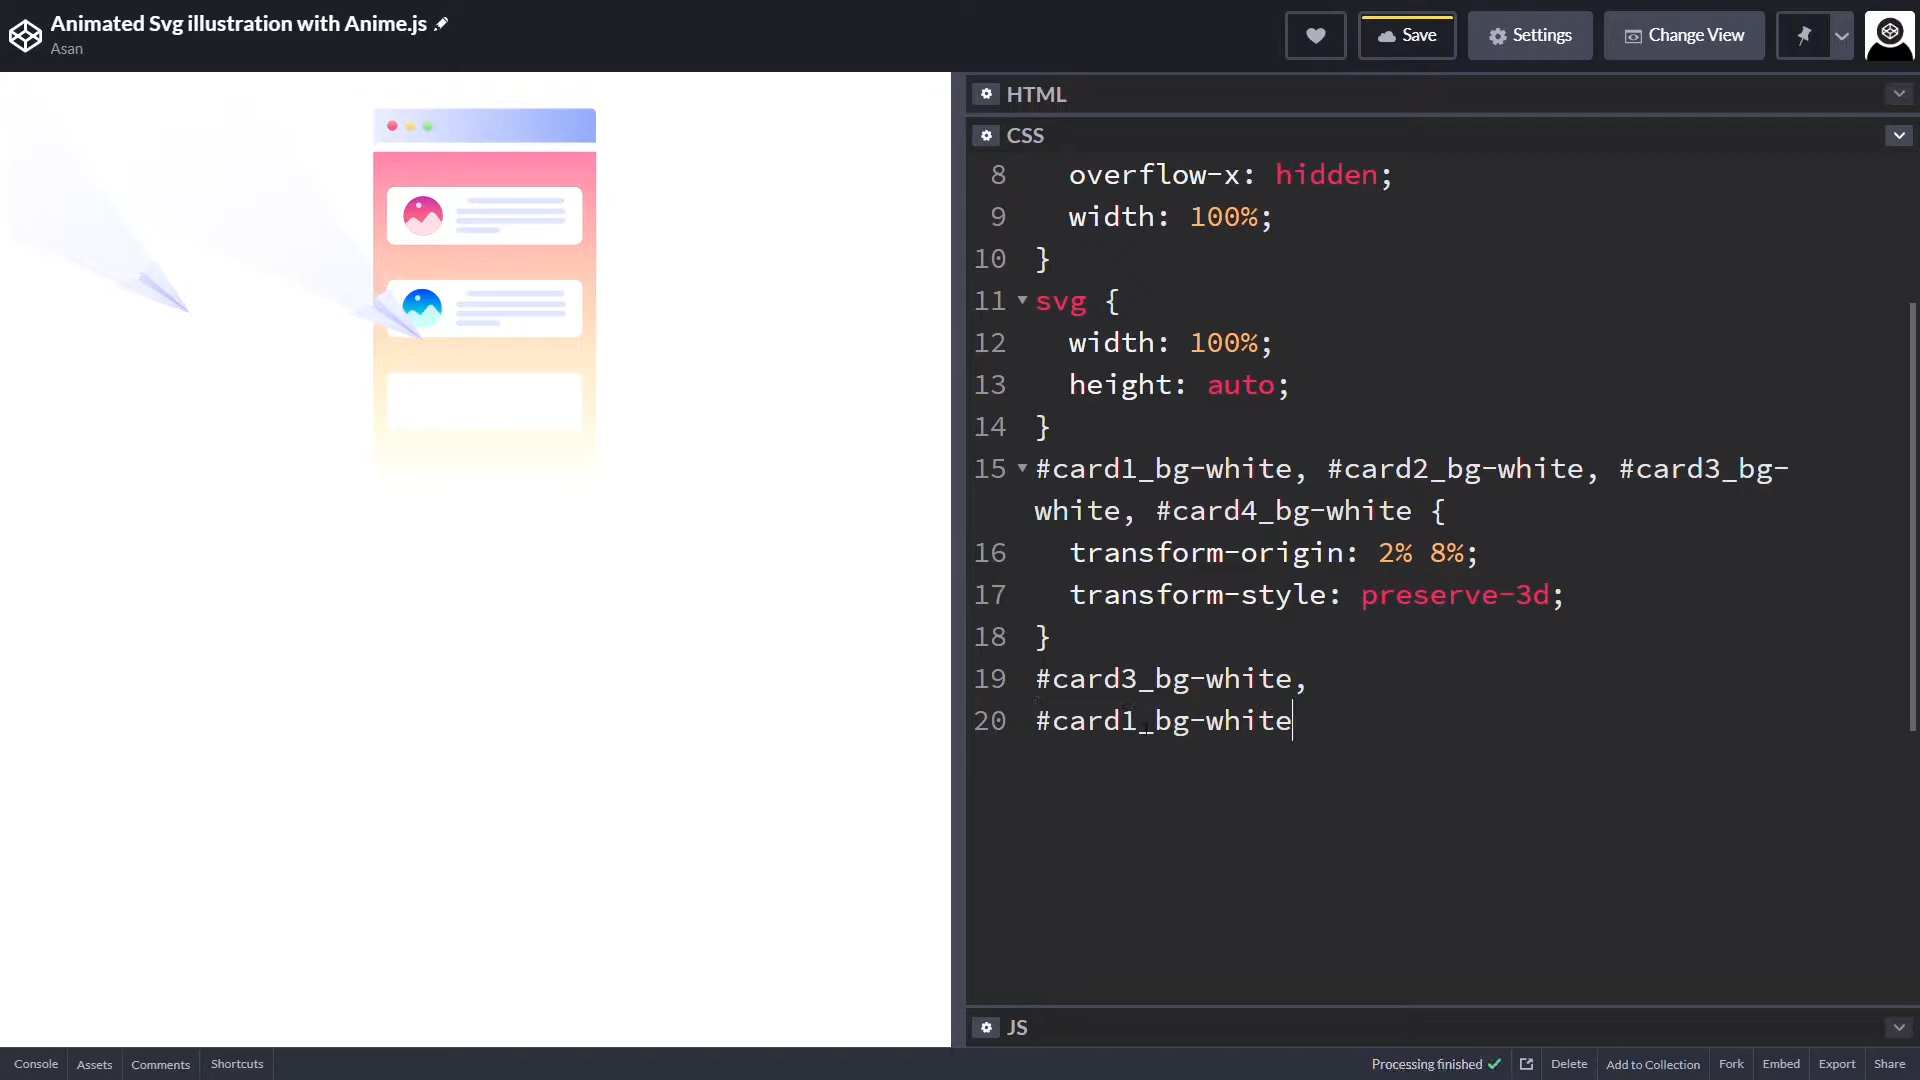 Animated Svg illustration with Anime.js
Asan
Save
Settings
Change View
HTML
CSS
8 overflow-x: hidden;
9 width: 100%;
10 }
11 svg {
12 width: 100%;
13 height: auto;
14 }
15 #card1_bg-white, #card2_bg-white, #card3_bg-
white, #card4_bg-white {
16 transform-origin: 2% 8%;
17 transform-style: preserve-3d;
18 }
19 #card3_bg-white,
20 #card1_bg-white
JS
Console Assets Comments Shortcuts Processing finished Delete Add to Collection Fork Embed Export Share